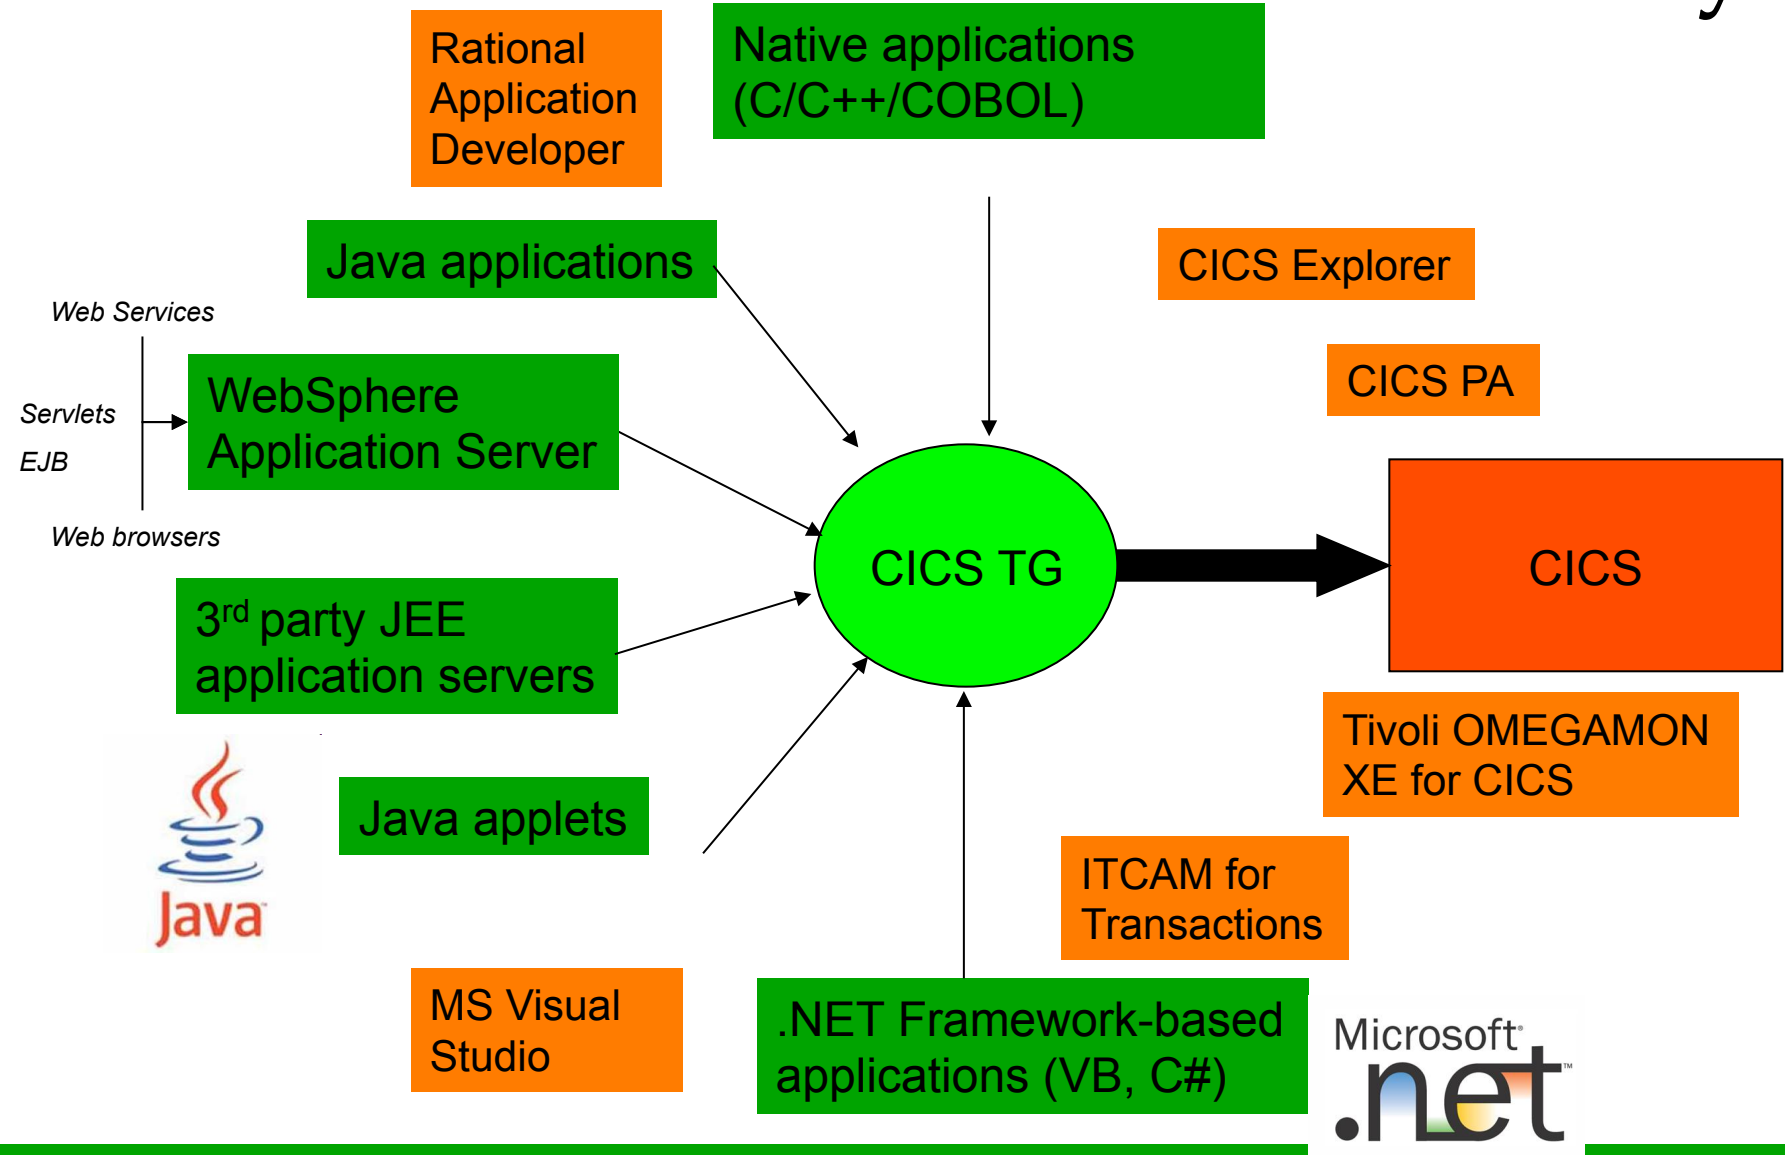 Rational
Application
Developer
Native applications
(C/C++/COBOL)
Java applications
CICS Explorer
Web Services
Servlets
EJB
Web browsers
WebSphere
Application Server
CICS PA
CICS TG
CICS
3rd party JEE
application servers
Tivoli OMEGAMON
XE for CICS
Java applets
Java
ITCAM for
Transactions
MS Visual
Studio
.NET Framework-based
applications (VB, C#)
Microsoft®
.net™